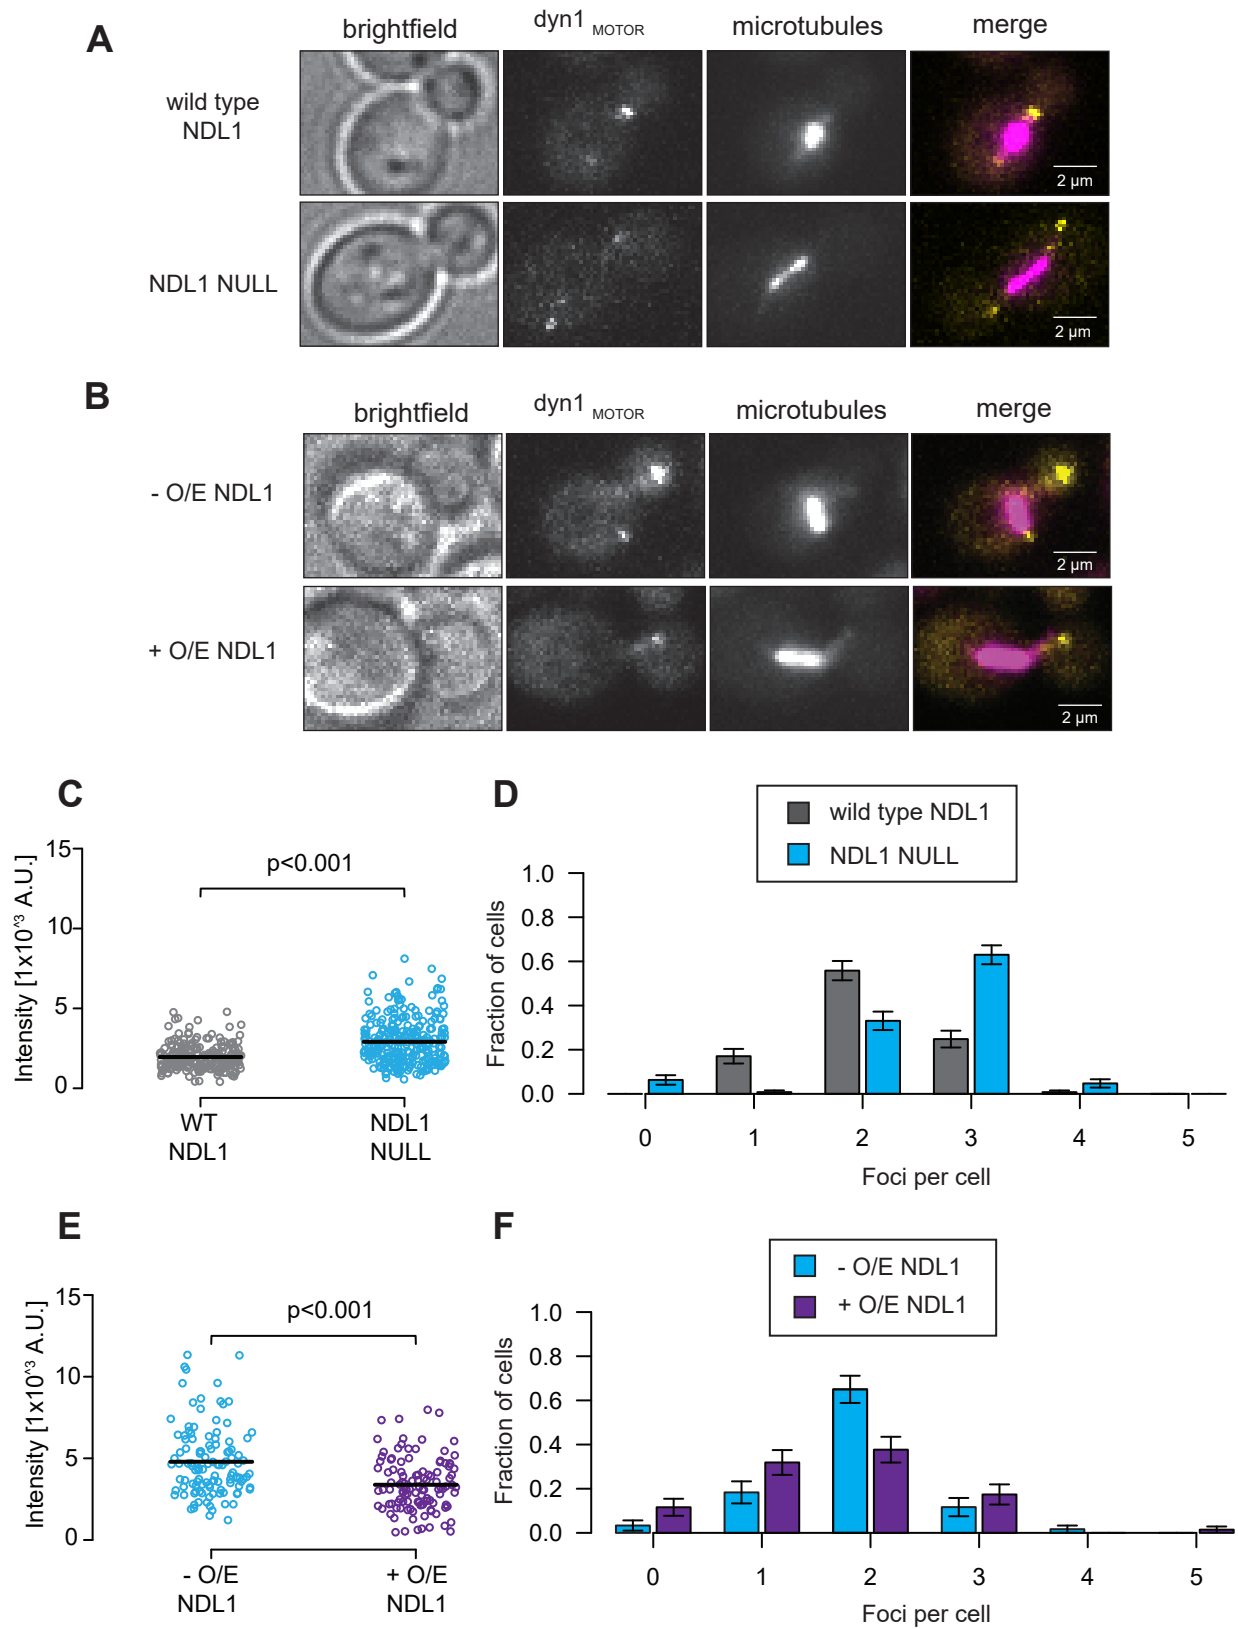 A
brightfield
dyn1 MOTOR
microtubules
merge
wild type
NDL1
2 µm
NDL1 NULL
2 µm
B
brightfield
dyn1 MOTOR
microtubules
merge
- O/E NDL1
2 µm
+ O/E NDL1
2 µm
C
Intensity [1x10^3 A.U.]
15
10
5
0
p<0.001
WT
NDL1
NDL1
NULL
D
wild type NDL1
NDL1 NULL
Fraction of cells
1.0
0.8
0.6
0.4
0.2
0.0
0 1 2 3 4 5
Foci per cell
E
Intensity [1x10^3 A.U.]
15
10
5
0
p<0.001
- O/E
NDL1
+ O/E
NDL1
F
- O/E NDL1
+ O/E NDL1
Fraction of cells
1.0
0.8
0.6
0.4
0.2
0.0
0 1 2 3 4 5
Foci per cell